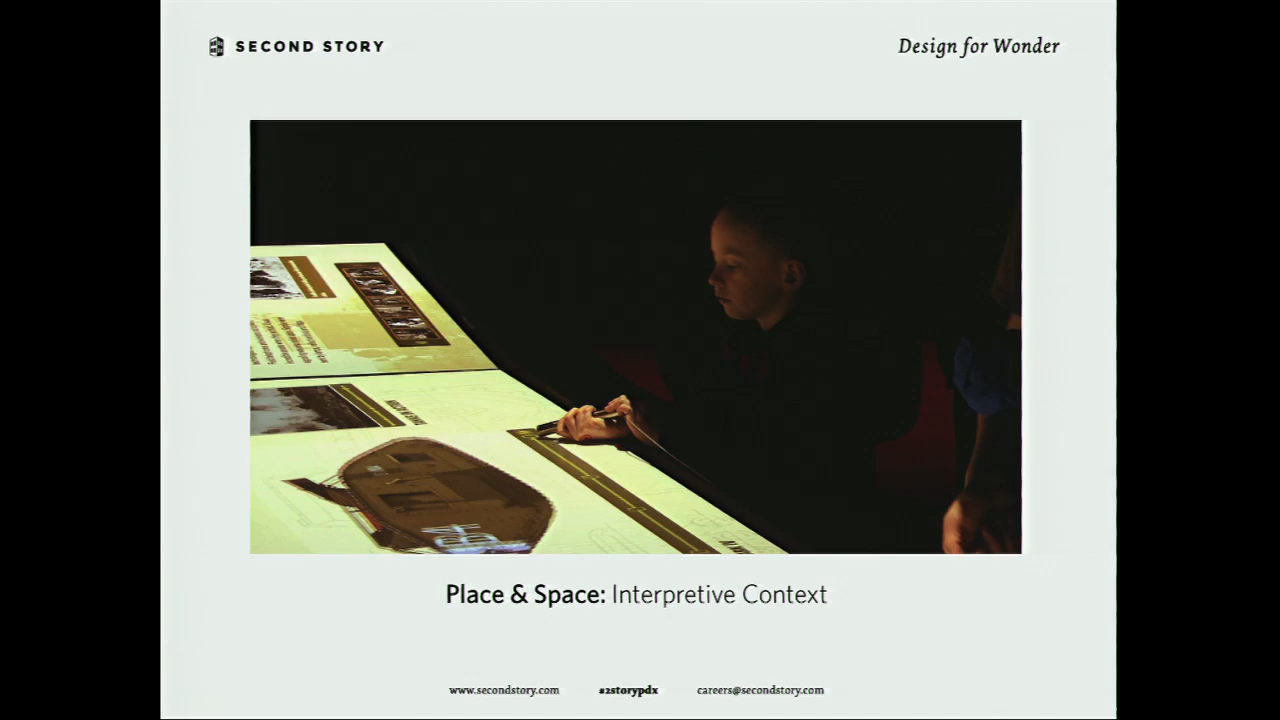 SECOND STORY
Design for Wonder
Place & Space: Interpretive Context
www.secondstory.com #2storypdx careers@secondstory.com